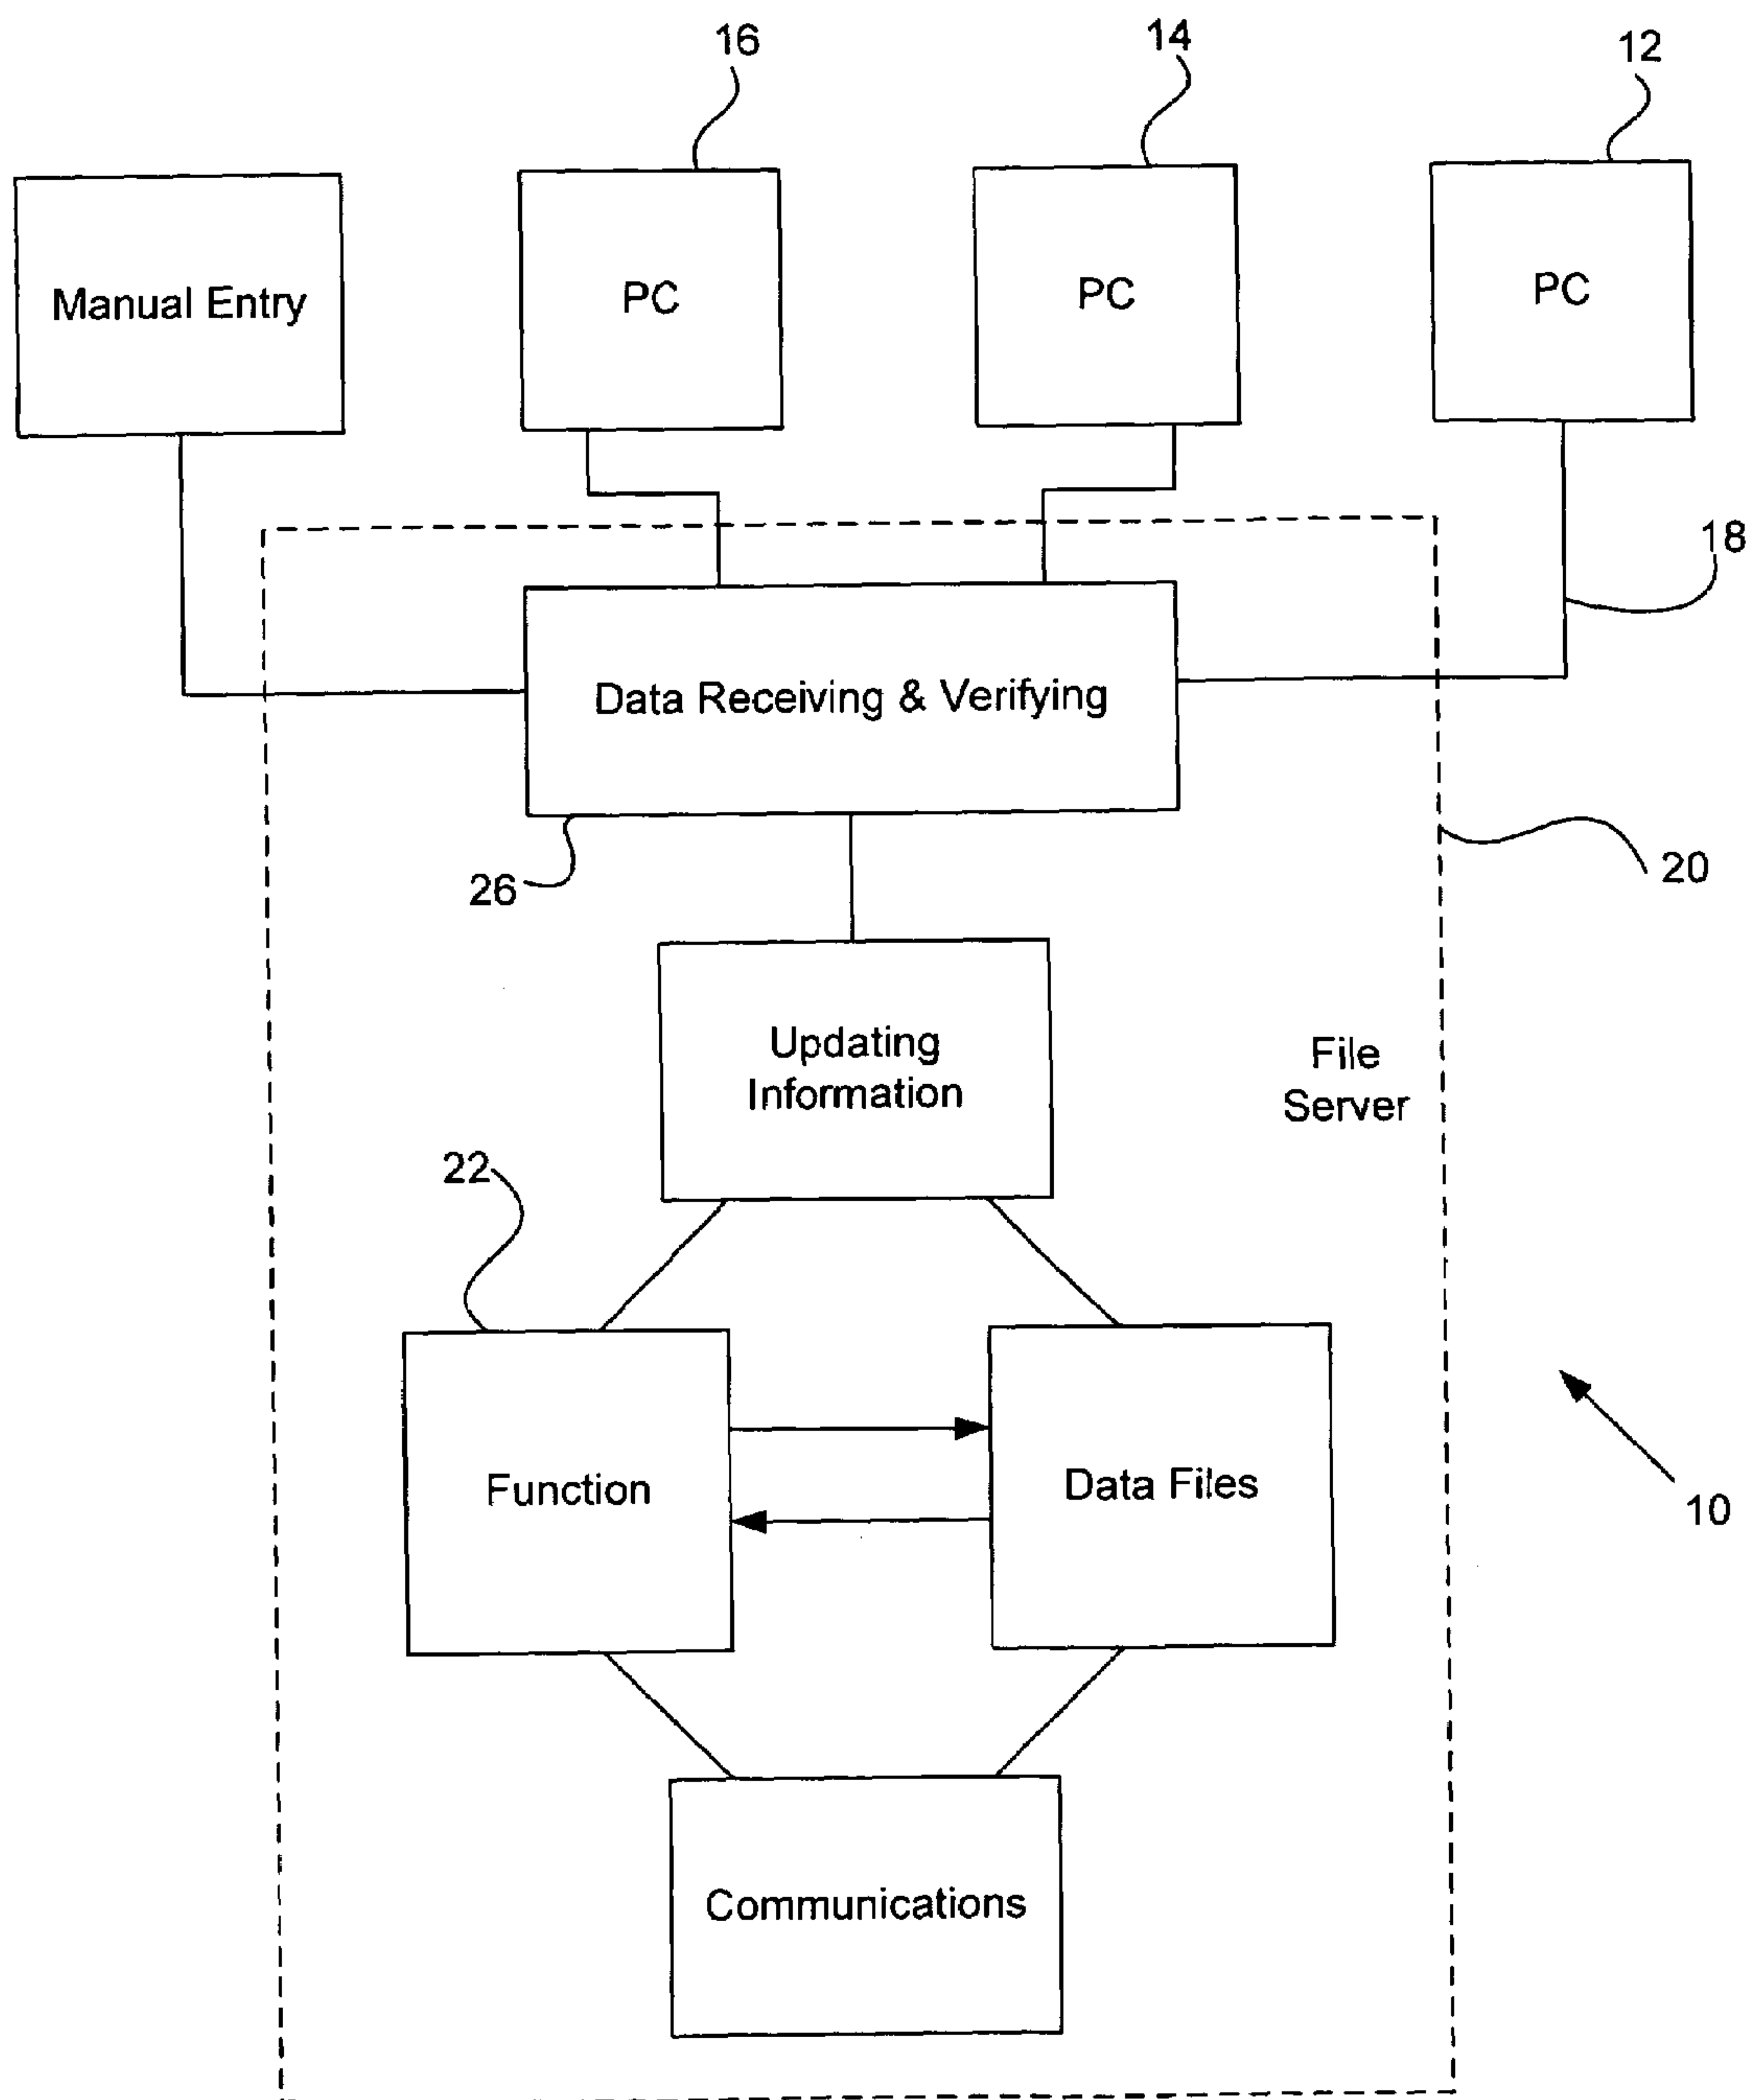 16
14
12
Manual Entry
PC
PC
PC
18
Data Receiving & Verifying
26
20
Updating
Information
File
Server
22
Function
Data Files
10
Communications